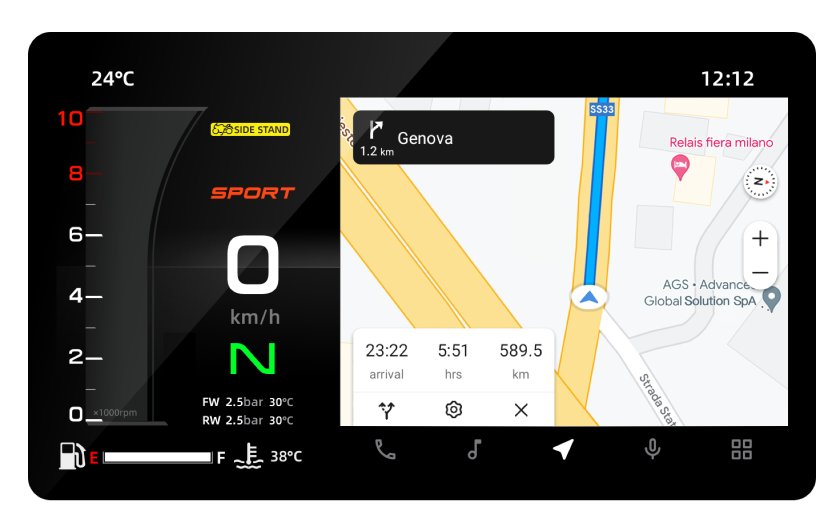 24°C
12:12
10
8
6
4
2
0
×1000rpm
SIDE STAND
SPORT
0
km/h
N
FW 2.5bar 30°C
RW 2.5bar 30°C
E
F
38°C
Genova
1.2 km
SS33
Relais fiera milano
N
+
−
AGS • Advance
Global Solution SpA
23:22 5:51 589.5
arrival hrs km
Strada Stat